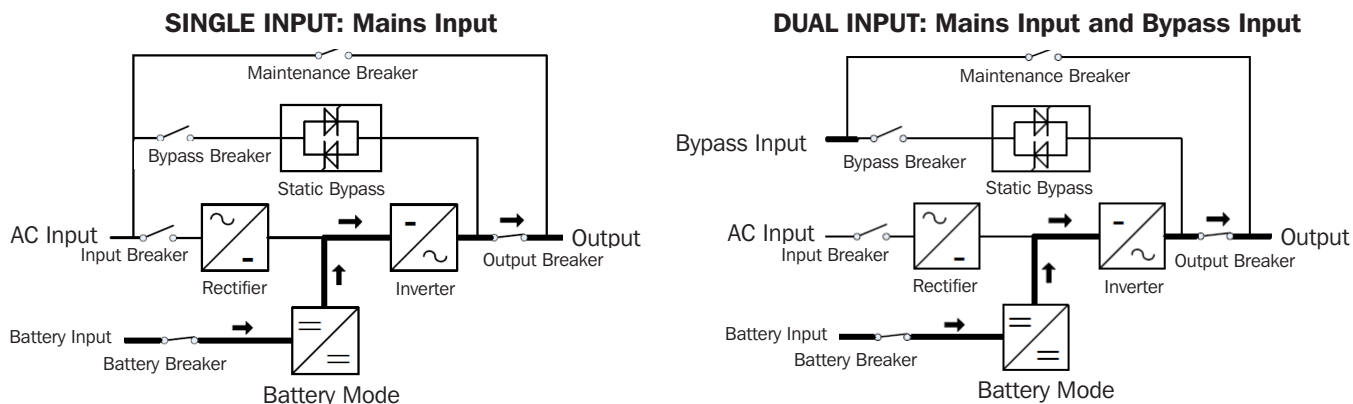 SINGLE INPUT: Mains Input
Maintenance Breaker
Bypass Breaker
Static Bypass
AC Input
Input Breaker
Rectifier
Inverter
Output
Output Breaker
Battery Input
Battery Breaker
Battery Mode
DUAL INPUT: Mains Input and Bypass Input
Maintenance Breaker
Bypass Input
Bypass Breaker
Static Bypass
AC Input
Input Breaker
Rectifier
Inverter
Output
Output Breaker
Battery Input
Battery Breaker
Battery Mode